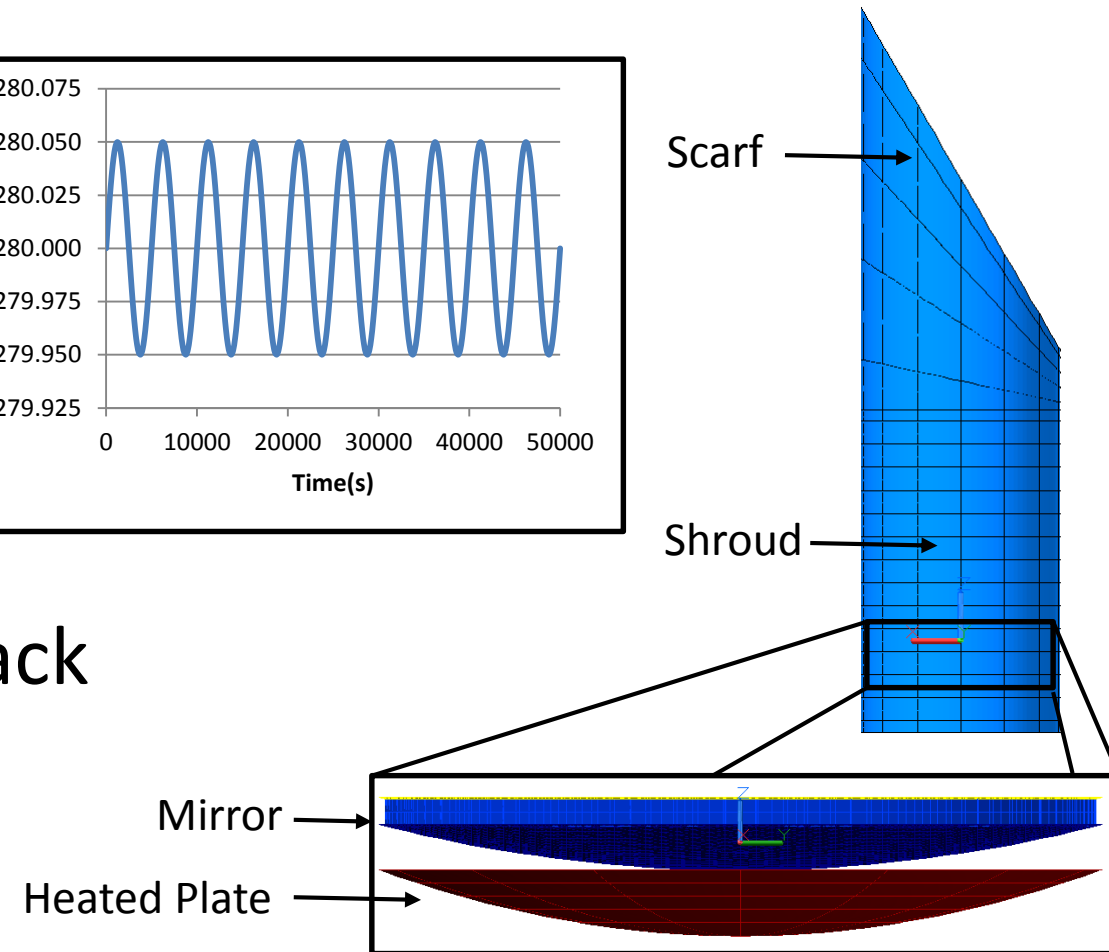 280.075
280.050
280.025
280.000
279.975
279.950
279.925
0 10000 20000 30000 40000 50000
Time(s)
Scarf
Shroud
ack
Mirror
Heated Plate
Z
X
Y